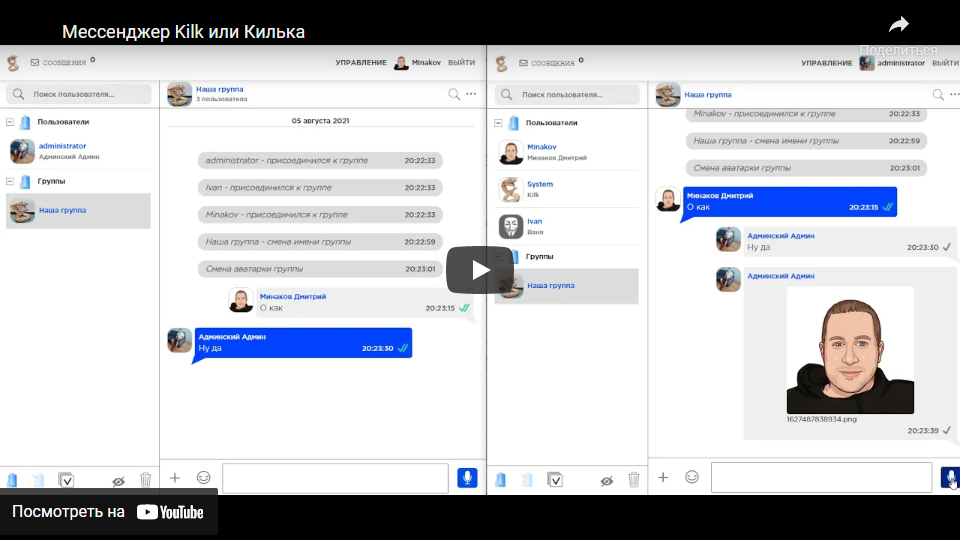 Мессенджер Kilk или Килька
Поделиться
СООБЩЕНИЯ 0
УПРАВЛЕНИЕ
Minakov
ВЫЙТИ
Поиск пользователя...
Пользователи
administrator
Админский Админ
Группы
Наша группа
Наша группа
3 пользователя
05 августа 2021
administrator - присоединился к группе 20:22:33
Ivan - присоединился к группе 20:22:33
Minakov - присоединился к группе 20:22:33
Наша группа - смена имени группы 20:22:59
Смена аватарки группы 20:23:01
Минаков Дмитрий
О как 20:23:15
Админский Админ
Ну да 20:23:30
СООБЩЕНИЯ 0
УПРАВЛЕНИЕ
administrator
ВЫЙТИ
Поиск пользователя...
Пользователи
Minakov
Минаков Дмитрий
System
Kilk
Ivan
Ваня
Группы
Наша группа
Наша группа
Minakov - присоединился к группе 20:22:33
Наша группа - смена имени группы 20:22:59
Смена аватарки группы 20:23:01
Минаков Дмитрий
О как 20:23:15
Админский Админ
Ну да 20:23:30
Админский Админ
1627487838934.png
20:23:39
Посмотреть на YouTube